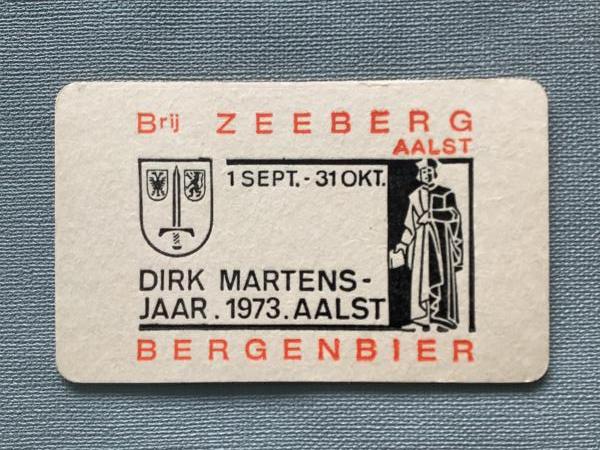 Brij ZEEBERG
AALST
1 SEPT.-31 OKT.
DIRK MARTENS-
JAAR.1973.AALST
BERGENBIER